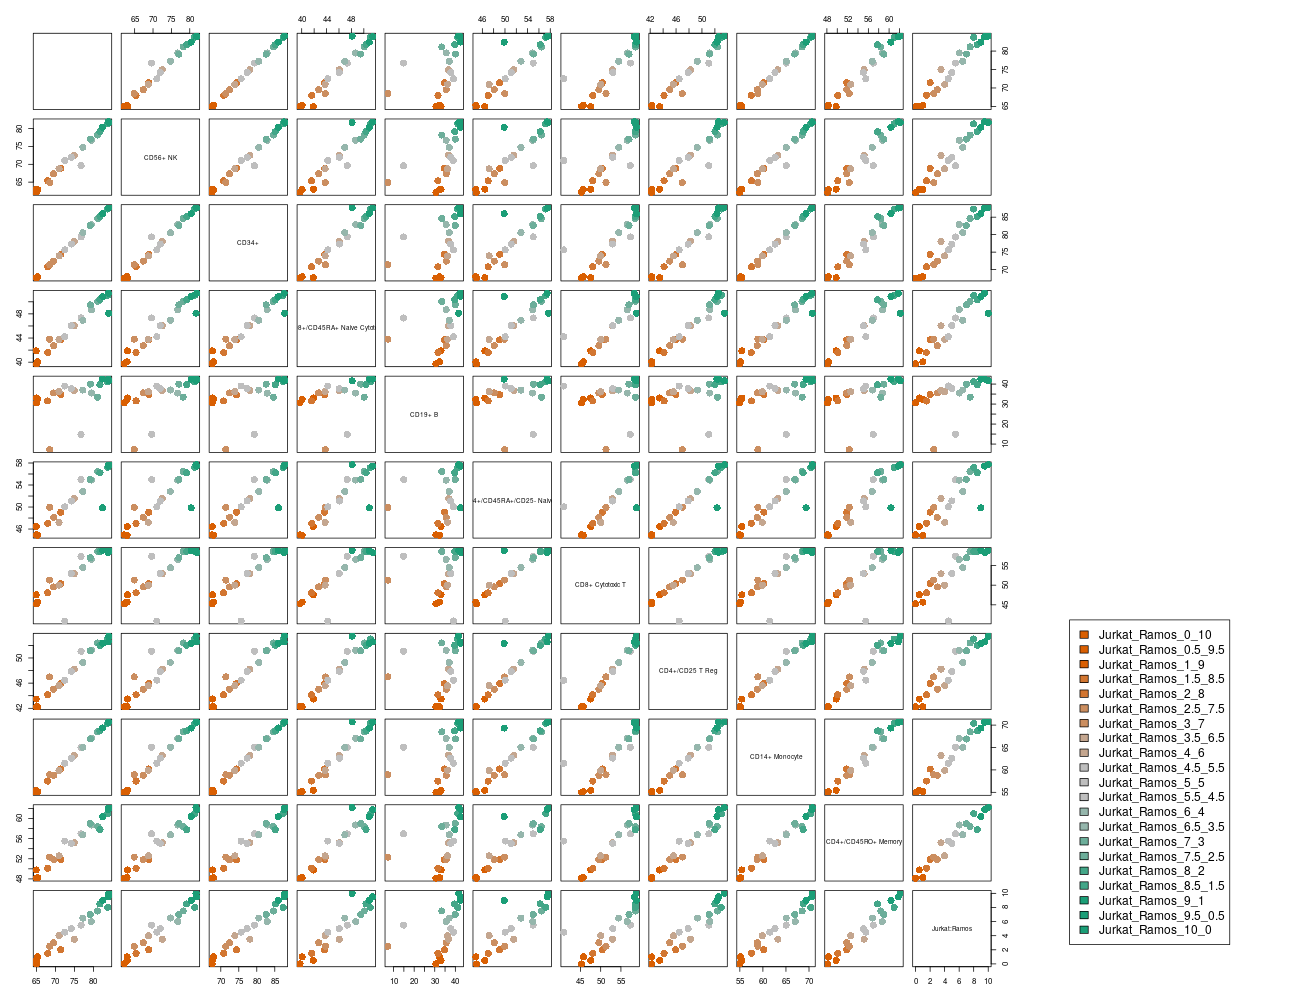 65 70 75 80
40 44 48
46 50 54 58
42 46 50
48 52 56 60
65 70 75 80
CD56+ NK
65 70 75 80
CD34+
70 75 80 85
8+/CD45RA+ Naive Cytot
40 44 48
CD19+ B
10 20 30 40
4+/CD45RA+/CD25- Naiv
46 50 54 58
CD8+ Cytotoxic T
45 50 55
CD4+/CD25 T Reg
42 46 50
CD14+ Monocyte
55 60 65 70
CD4+/CD45RO+ Memory
48 52 56 60
Jurkat:Ramos
0 2 4 6 8 10
65 70 75 80
70 75 80 85
10 20 30 40
45 50 55
55 60 65 70
0 2 4 6 8 10
Jurkat_Ramos_0_10
Jurkat_Ramos_0.5_9.5
Jurkat_Ramos_1_9
Jurkat_Ramos_1.5_8.5
Jurkat_Ramos_2_8
Jurkat_Ramos_2.5_7.5
Jurkat_Ramos_3_7
Jurkat_Ramos_3.5_6.5
Jurkat_Ramos_4_6
Jurkat_Ramos_4.5_5.5
Jurkat_Ramos_5_5
Jurkat_Ramos_5.5_4.5
Jurkat_Ramos_6_4
Jurkat_Ramos_6.5_3.5
Jurkat_Ramos_7_3
Jurkat_Ramos_7.5_2.5
Jurkat_Ramos_8_2
Jurkat_Ramos_8.5_1.5
Jurkat_Ramos_9_1
Jurkat_Ramos_9.5_0.5
Jurkat_Ramos_10_0